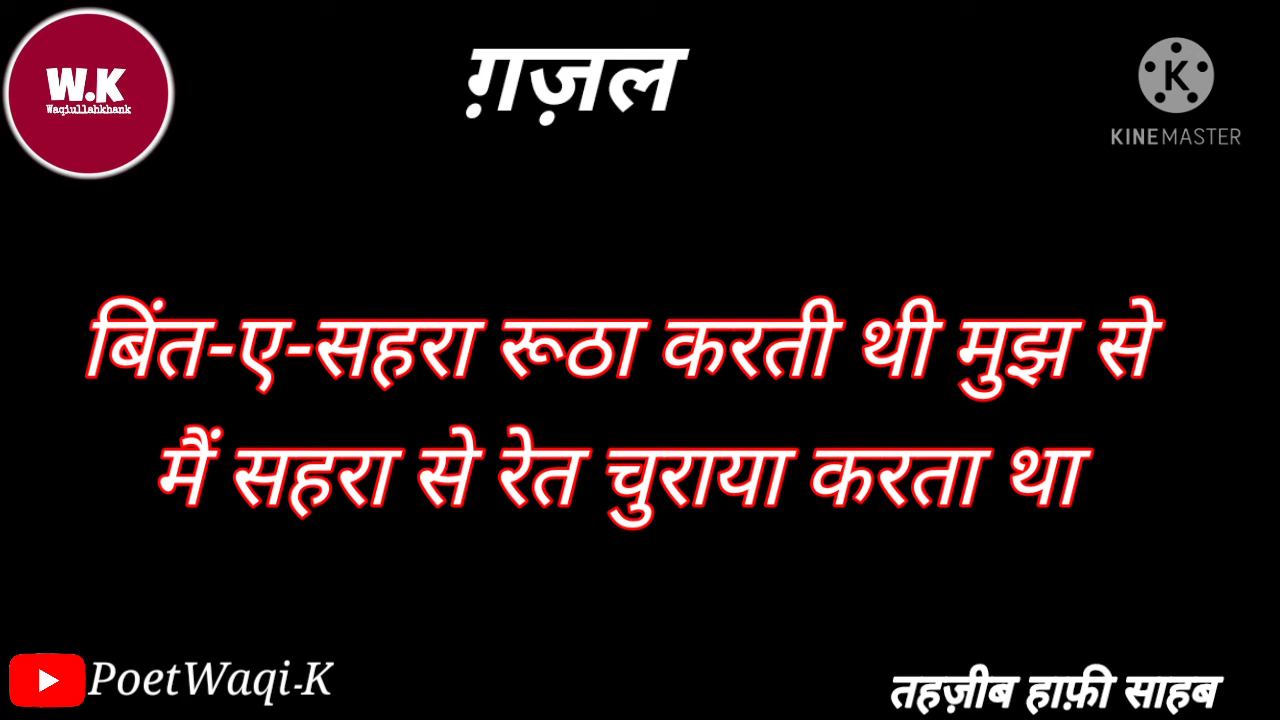 W.K
Waqiullahkhank
ग़ज़ल
K
KINEMASTER
बिंत-ए-सहरा रूठा करती थी मुझ से
मैं सहरा से रेत चुराया करता था
PoetWaqi-K
तहज़ीब हाफ़ी साहब